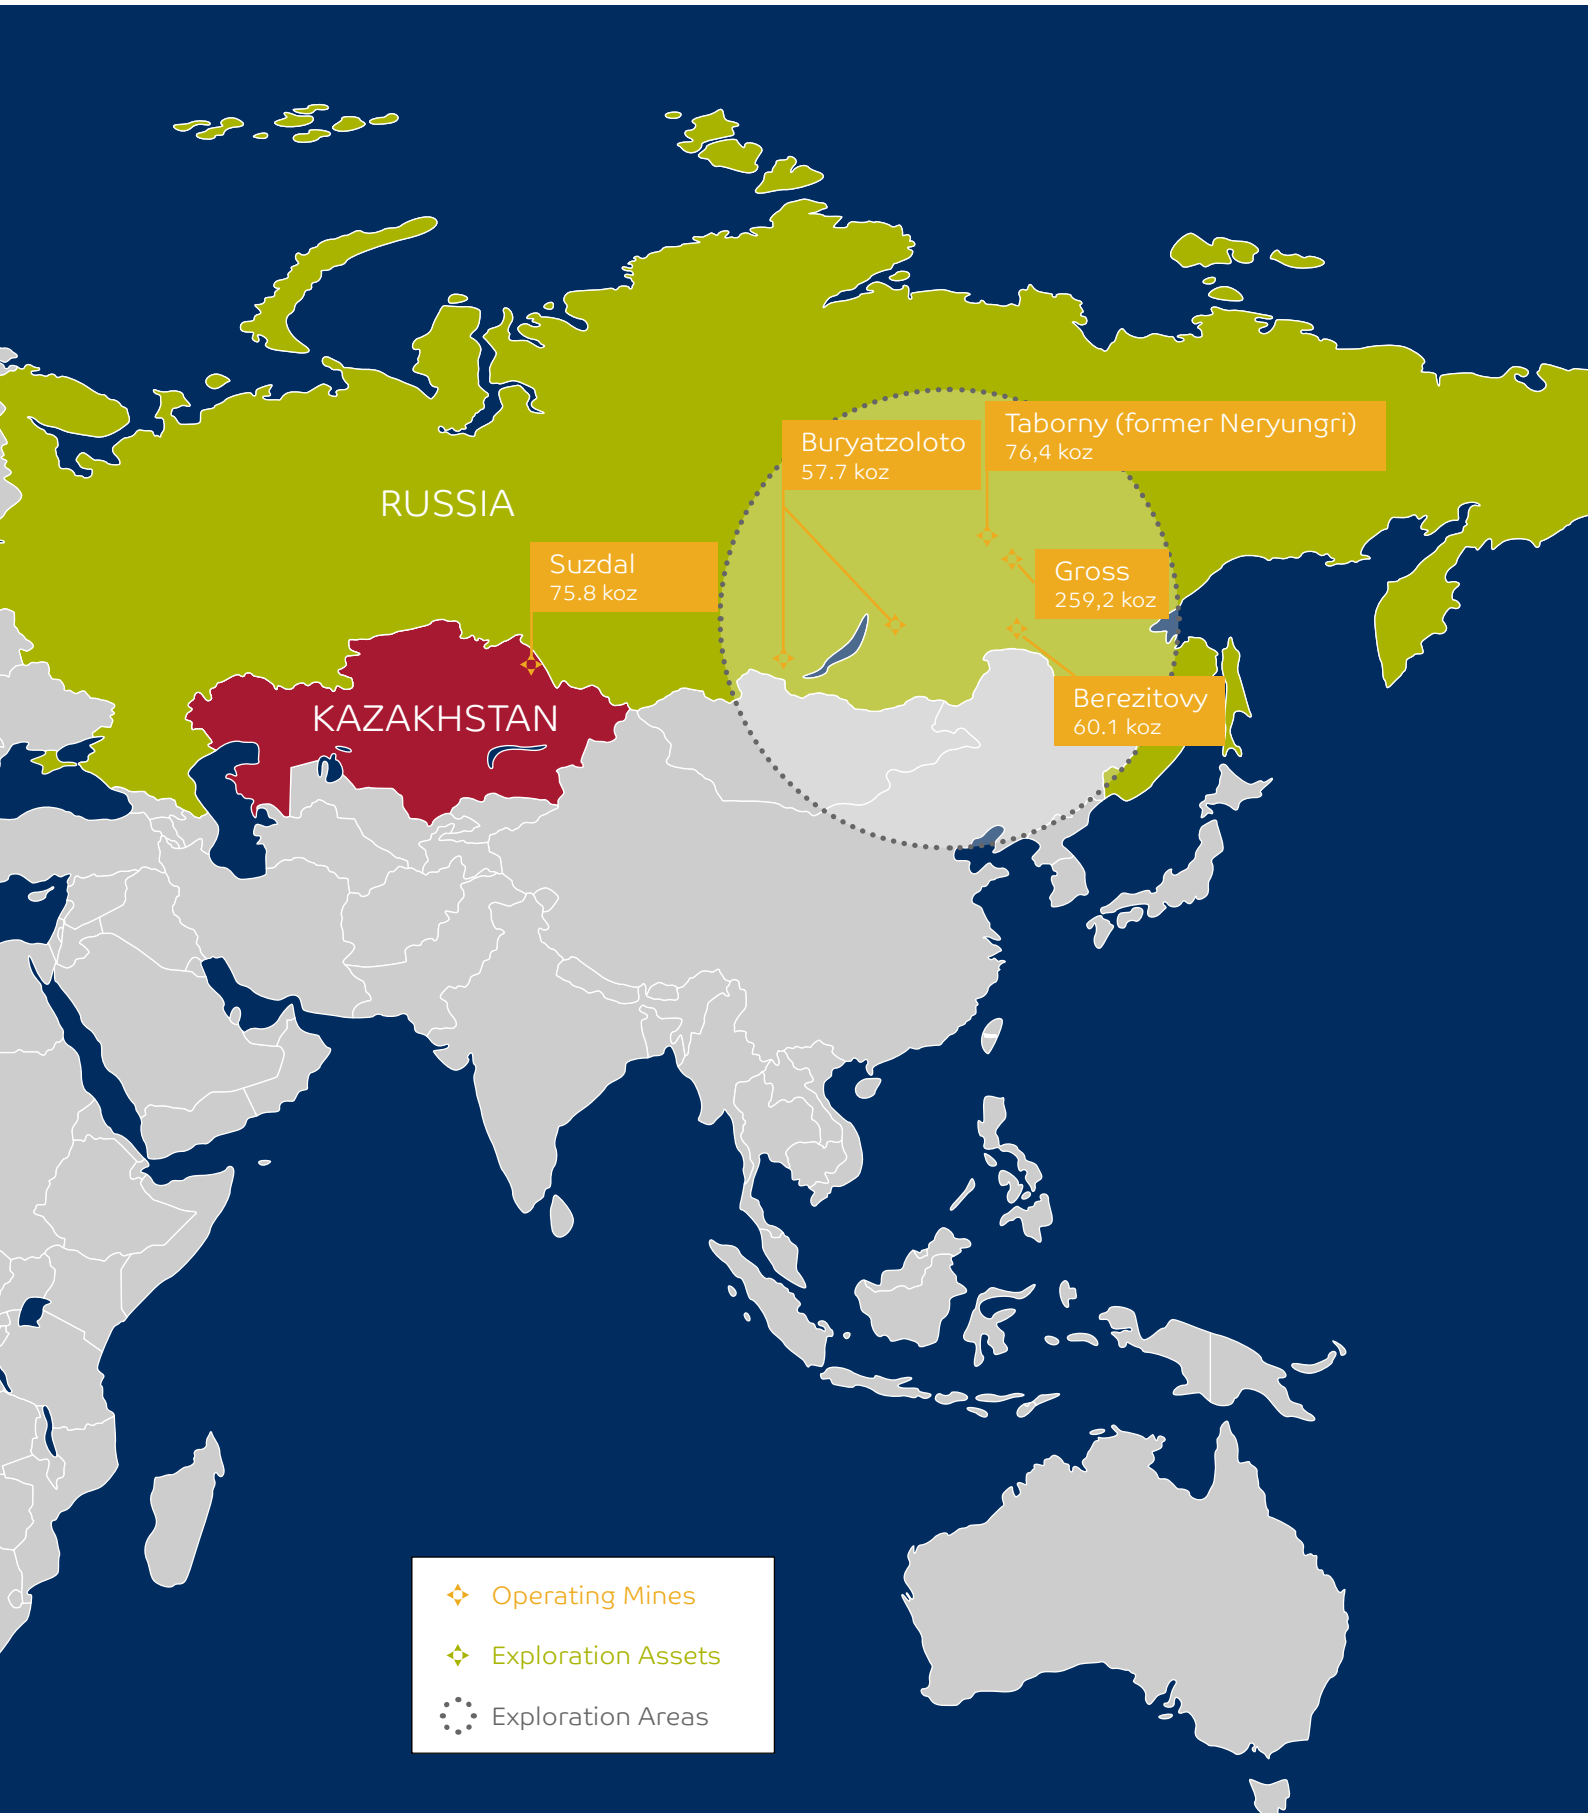 Taborny (former Neryungri)
76,4 koz
Buryatzoloto
57.7 koz
RUSSIA
Suzdal
75.8 koz
Gross
259,2 koz
KAZAKHSTAN
Berezitovy
60.1 koz
Operating Mines
Exploration Assets
Exploration Areas